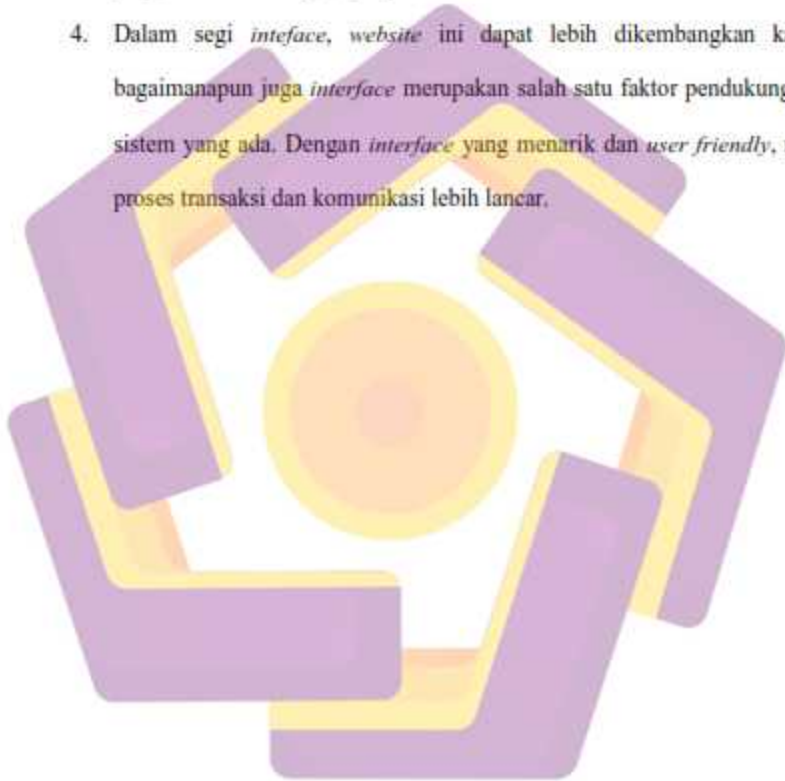 4. Dalam segi inteface, website ini dapat lebih dikembangkan
bagaimanapun juga interface merupakan salah satu faktor pendukung
sistem yang ada. Dengan interface yang menarik dan user friendly,
proses transaksi dan komunikasi lebih lancar.